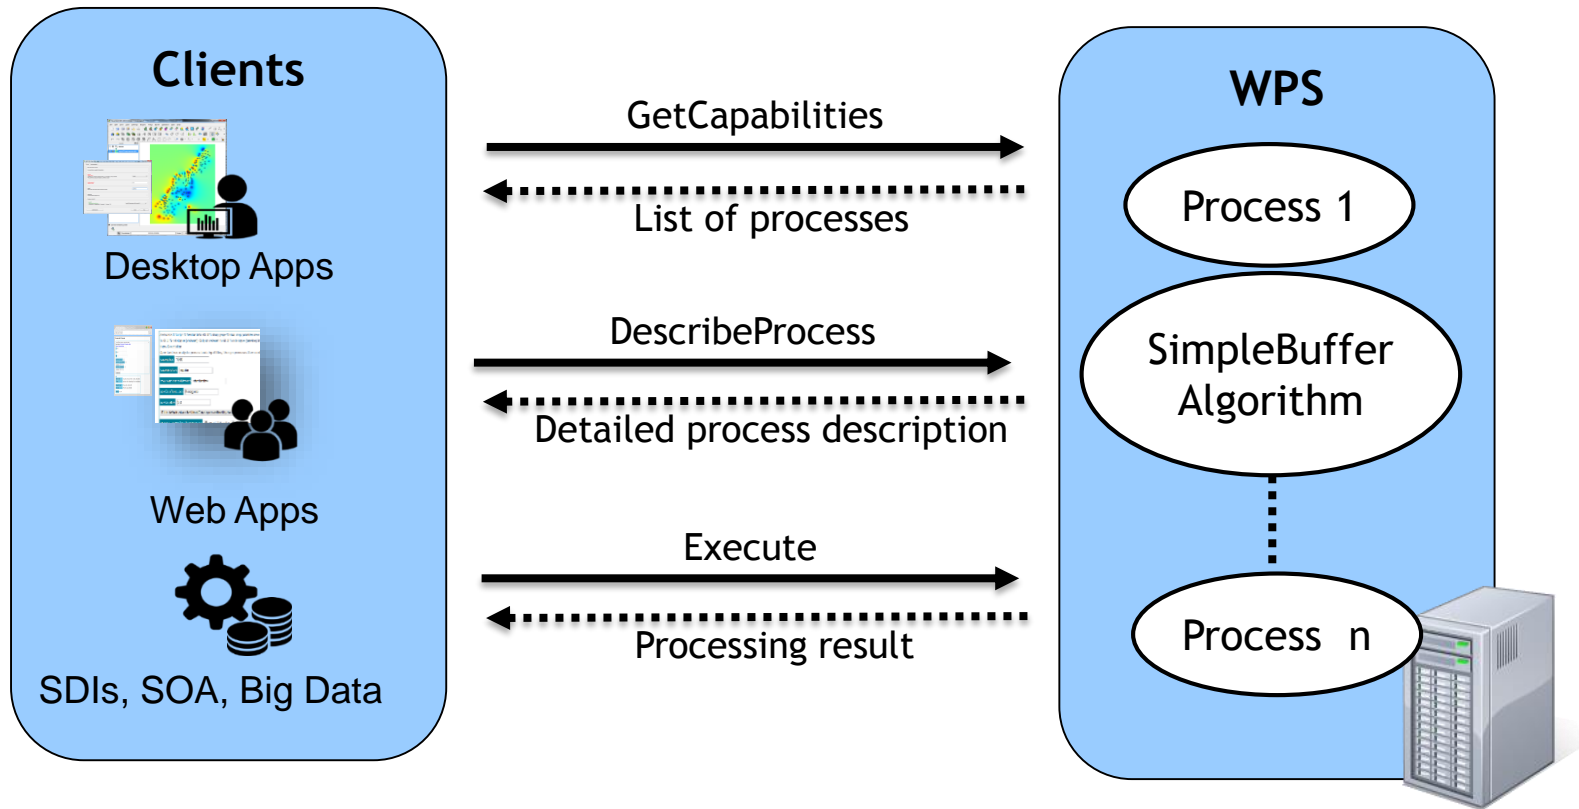 Clients
Desktop Apps
Web Apps
SDIs, SOA, Big Data
GetCapabilities
List of processes
DescribeProcess
Detailed process description
Execute
Processing result
WPS
Process 1
SimpleBuffer
Algorithm
Process n